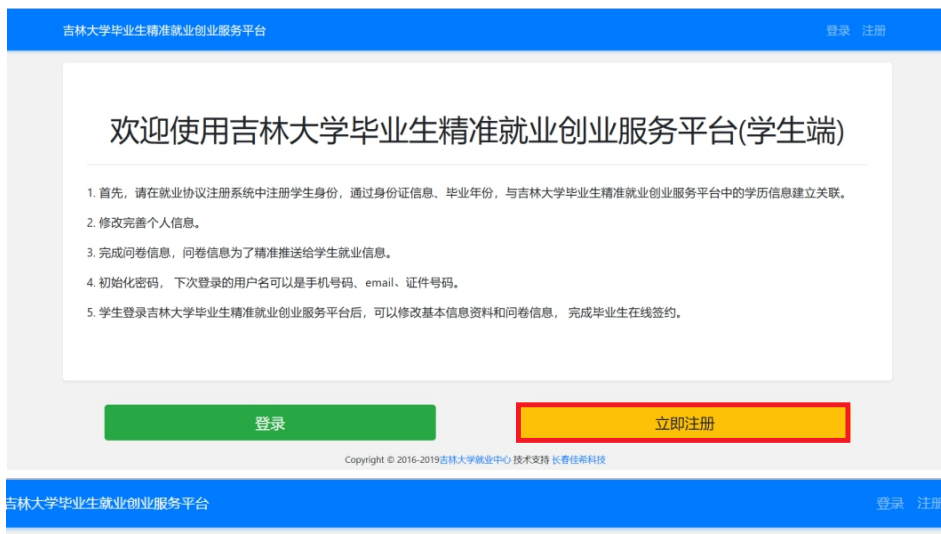 吉林大学毕业生精准就业创业服务平台 登录 注册
欢迎使用吉林大学毕业生精准就业创业服务平台(学生端)
1. 首先，请在就业协议注册系统中注册学生身份，通过身份证信息、毕业年份，与吉林大学毕业生精准就业创业服务平台中的学历信息建立关联。
2. 修改完善个人信息。
3. 完成问卷信息，问卷信息为了精准推送给学生就业信息。
4. 初始化密码， 下次登录的用户名可以是手机号码、email、证件号码。
5. 学生登录吉林大学毕业生精准就业创业服务平台后，可以修改基本信息资料和问卷信息， 完成毕业生在线签约。
登录 立即注册
Copyright © 2016-2019吉林大学就业中心 技术支持 长春佳希科技
吉林大学毕业生就业创业服务平台 登录 注册